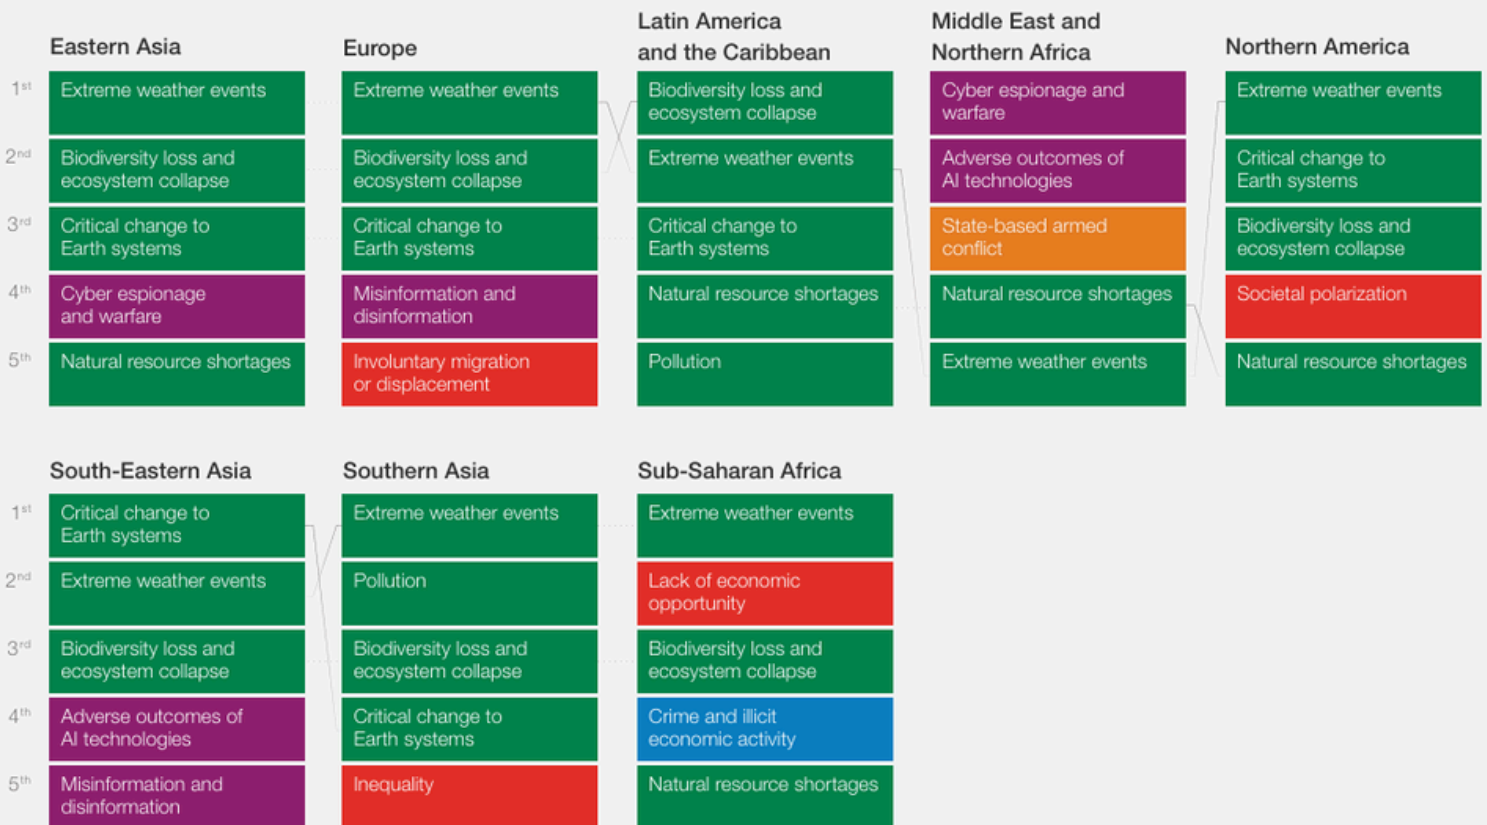 Eastern Asia
1st
Extreme weather events
2nd
Biodiversity loss and
ecosystem collapse
3rd
Critical change to
Earth systems
4th
Cyber espionage
and warfare
5th
Natural resource shortages
Europe
Extreme weather events
Biodiversity loss and
ecosystem collapse
Critical change to
Earth systems
Misinformation and
disinformation
Involuntary migration
or displacement
Latin America
and the Caribbean
Biodiversity loss and
ecosystem collapse
Extreme weather events
Critical change to
Earth systems
Natural resource shortages
Pollution
Middle East and
Northern Africa
Cyber espionage and
warfare
Adverse outcomes of
AI technologies
State-based armed
conflict
Natural resource shortages
Extreme weather events
Northern America
Extreme weather events
Critical change to
Earth systems
Biodiversity loss and
ecosystem collapse
Societal polarization
Natural resource shortages
South-Eastern Asia
1st
Critical change to
Earth systems
2nd
Extreme weather events
3rd
Biodiversity loss and
ecosystem collapse
4th
Adverse outcomes of
AI technologies
5th
Misinformation and
disinformation
Southern Asia
Extreme weather events
Pollution
Biodiversity loss and
ecosystem collapse
Critical change to
Earth systems
Inequality
Sub-Saharan Africa
Extreme weather events
Lack of economic
opportunity
Biodiversity loss and
ecosystem collapse
Crime and illicit
economic activity
Natural resource shortages